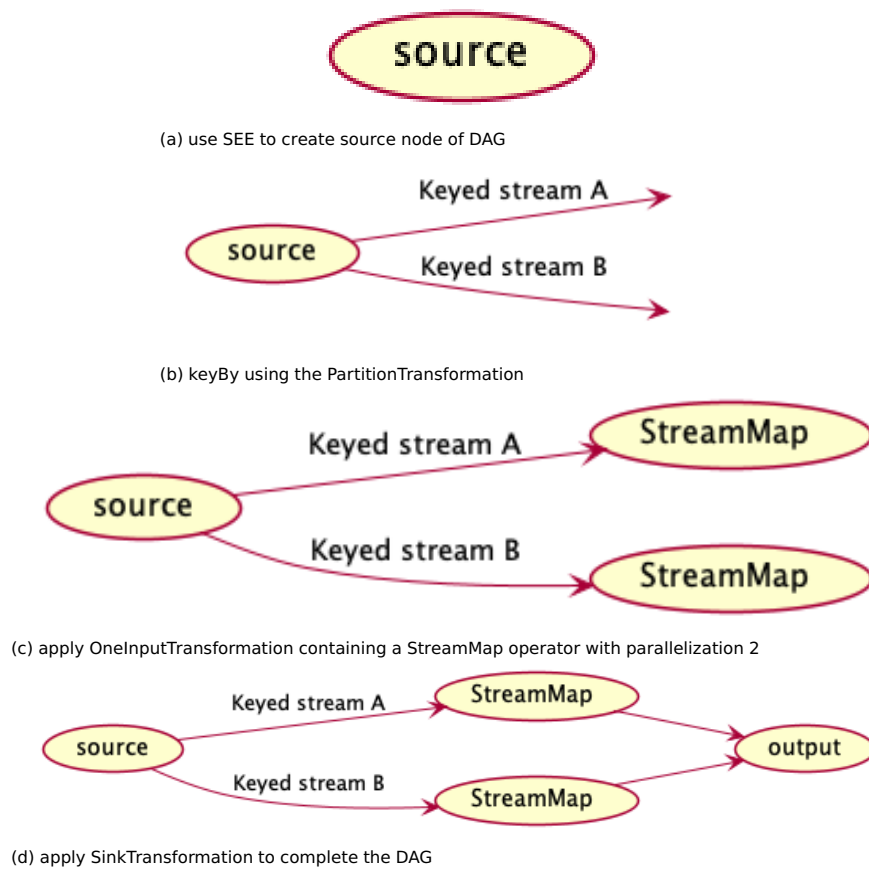 source
(a) use SEE to create source node of DAG
Keyed stream A
source
Keyed stream B
(b) keyBy using the PartitionTransformation
StreamMap
Keyed stream A
source
Keyed stream B
StreamMap
(c) apply OneInputTransformation containing a StreamMap operator with parallelization 2
StreamMap
Keyed stream A
source
output
Keyed stream B
StreamMap
(d) apply SinkTransformation to complete the DAG